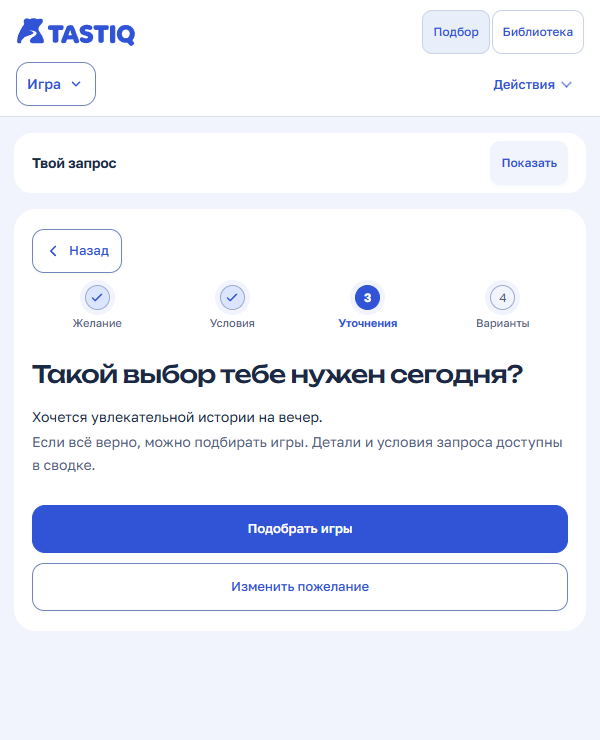 TASTIQ
Подбор
Библиотека
Игра
Действия
Твой запрос
Показать
Назад
3
4
Желание
Условия
Уточнения
Варианты
Такой выбор тебе нужен сегодня?
Хочется увлекательной истории на вечер.
Если всё верно, можно подбирать игры. Детали и условия запроса доступны
в сводке.
Подобрать игры
Изменить пожелание